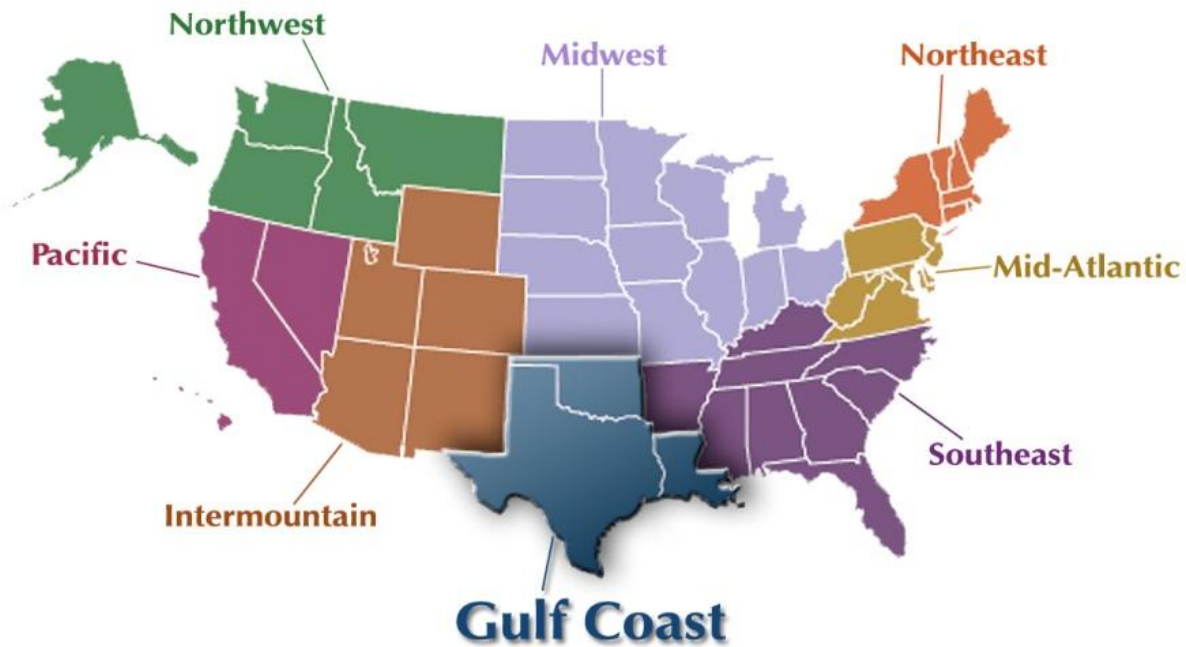 Northwest
Midwest
Northeast
Pacific
Mid-Atlantic
Southeast
Intermountain
Gulf Coast